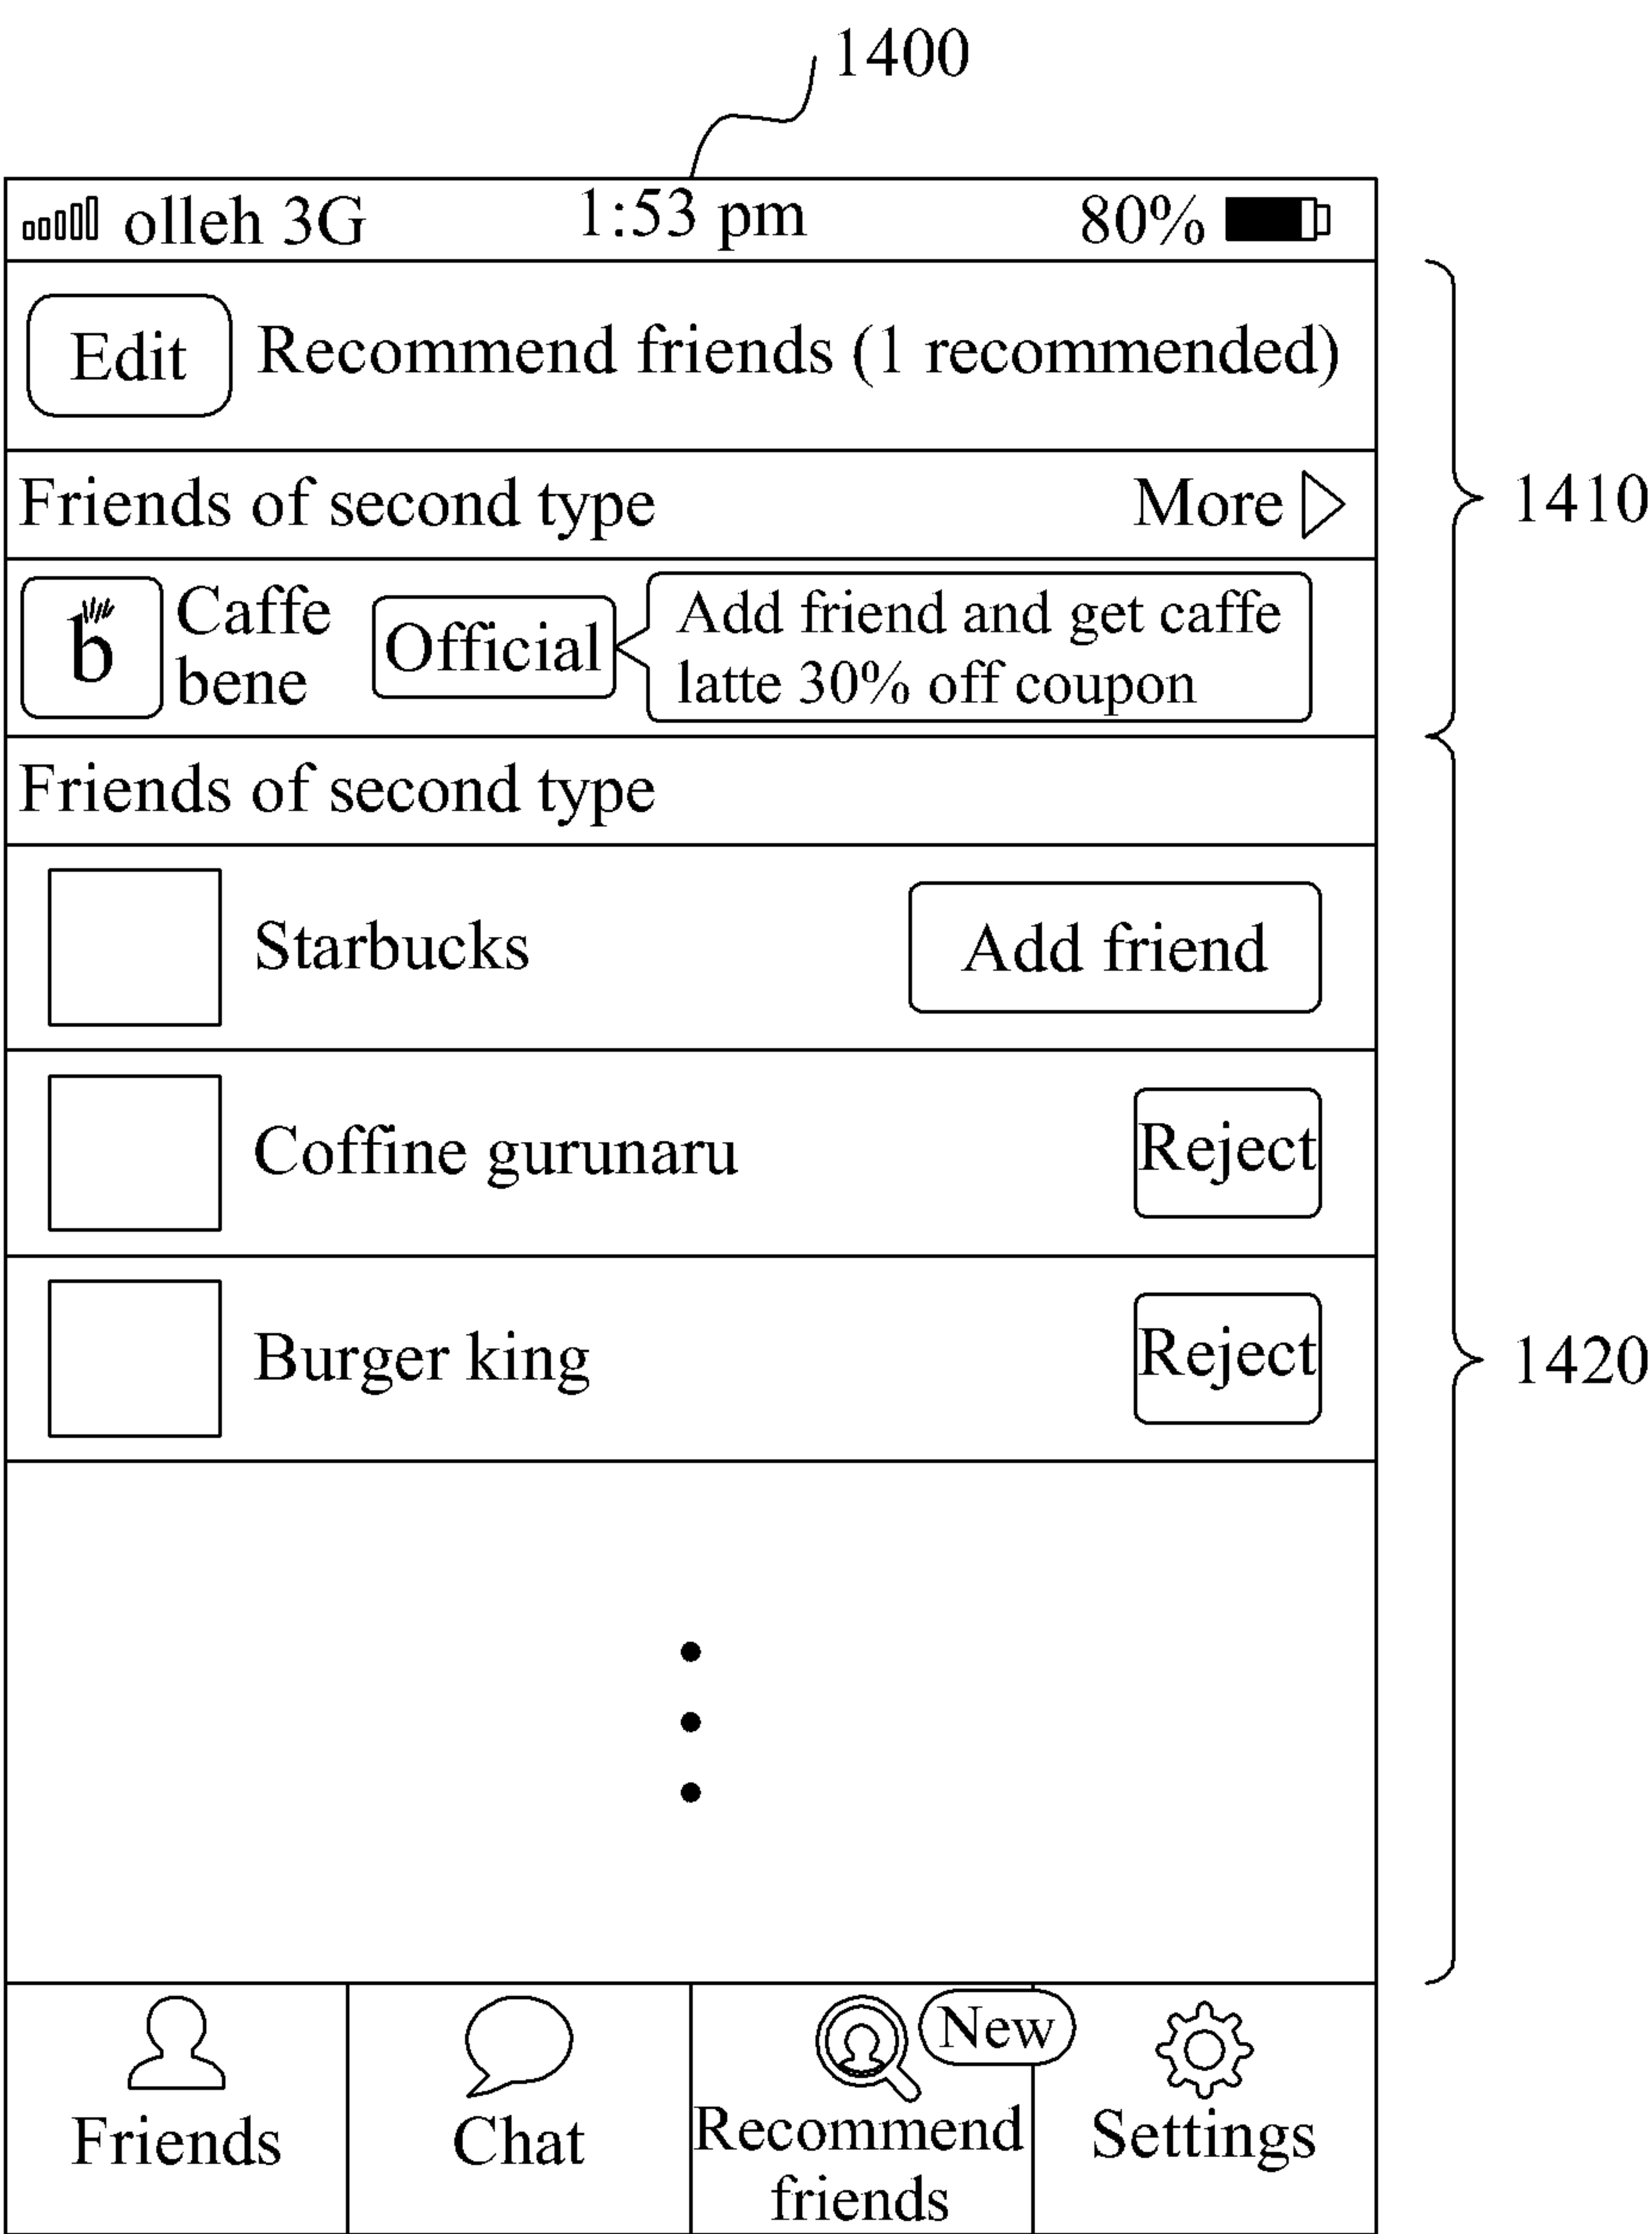 1400
olleh 3G 1:53 pm 80%
Edit Recommend friends (1 recommended)
Friends of second type More
1410
b Caffe bene Official Add friend and get caffe
latte 30% off coupon
Friends of second type
Starbucks Add friend
Coffine gurunaru Reject
Burger king Reject
1420
New
Friends Chat Recommend friends Settings